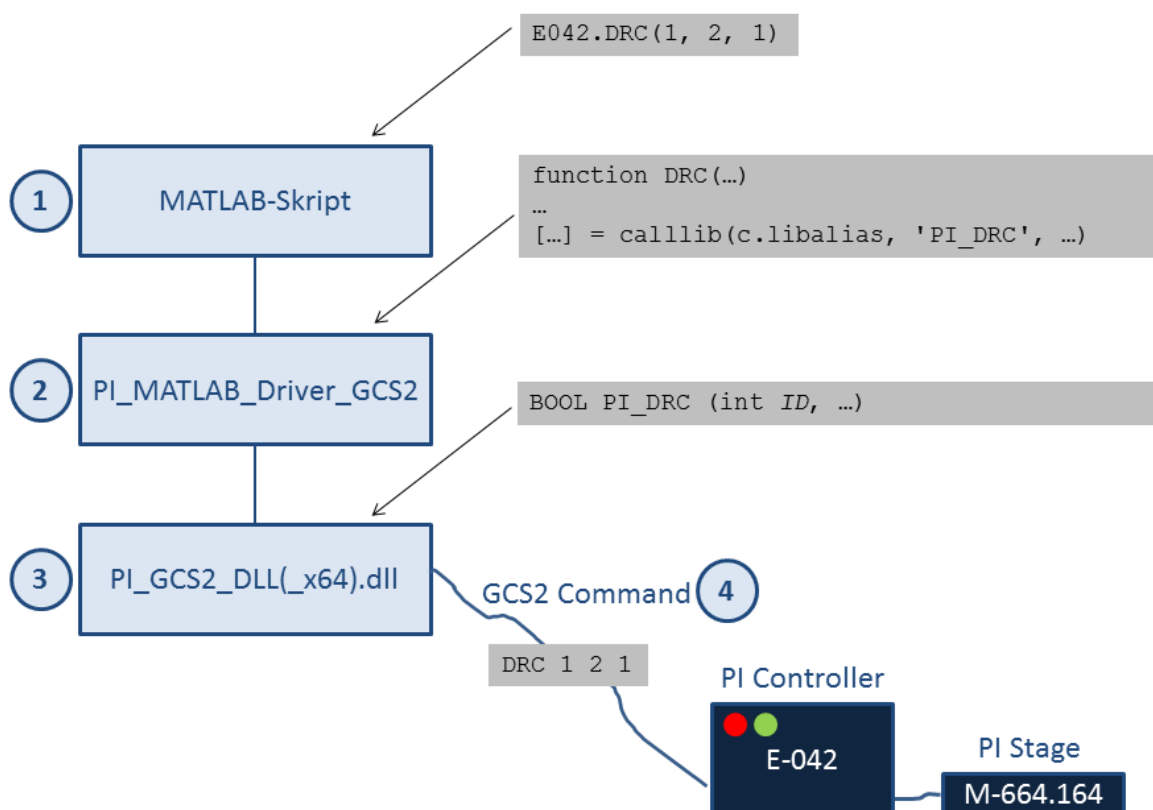 E042.DRC(1, 2, 1)
1
MATLAB-Skript
function DRC(…)
…
[…] = calllib(c.libalias, 'PI_DRC', …)
2
PI_MATLAB_Driver_GCS2
BOOL PI_DRC (int ID, …)
3
PI_GCS2_DLL(_x64).dll
GCS2 Command
4
DRC 1 2 1
PI Controller
E-042
PI Stage
M-664.164